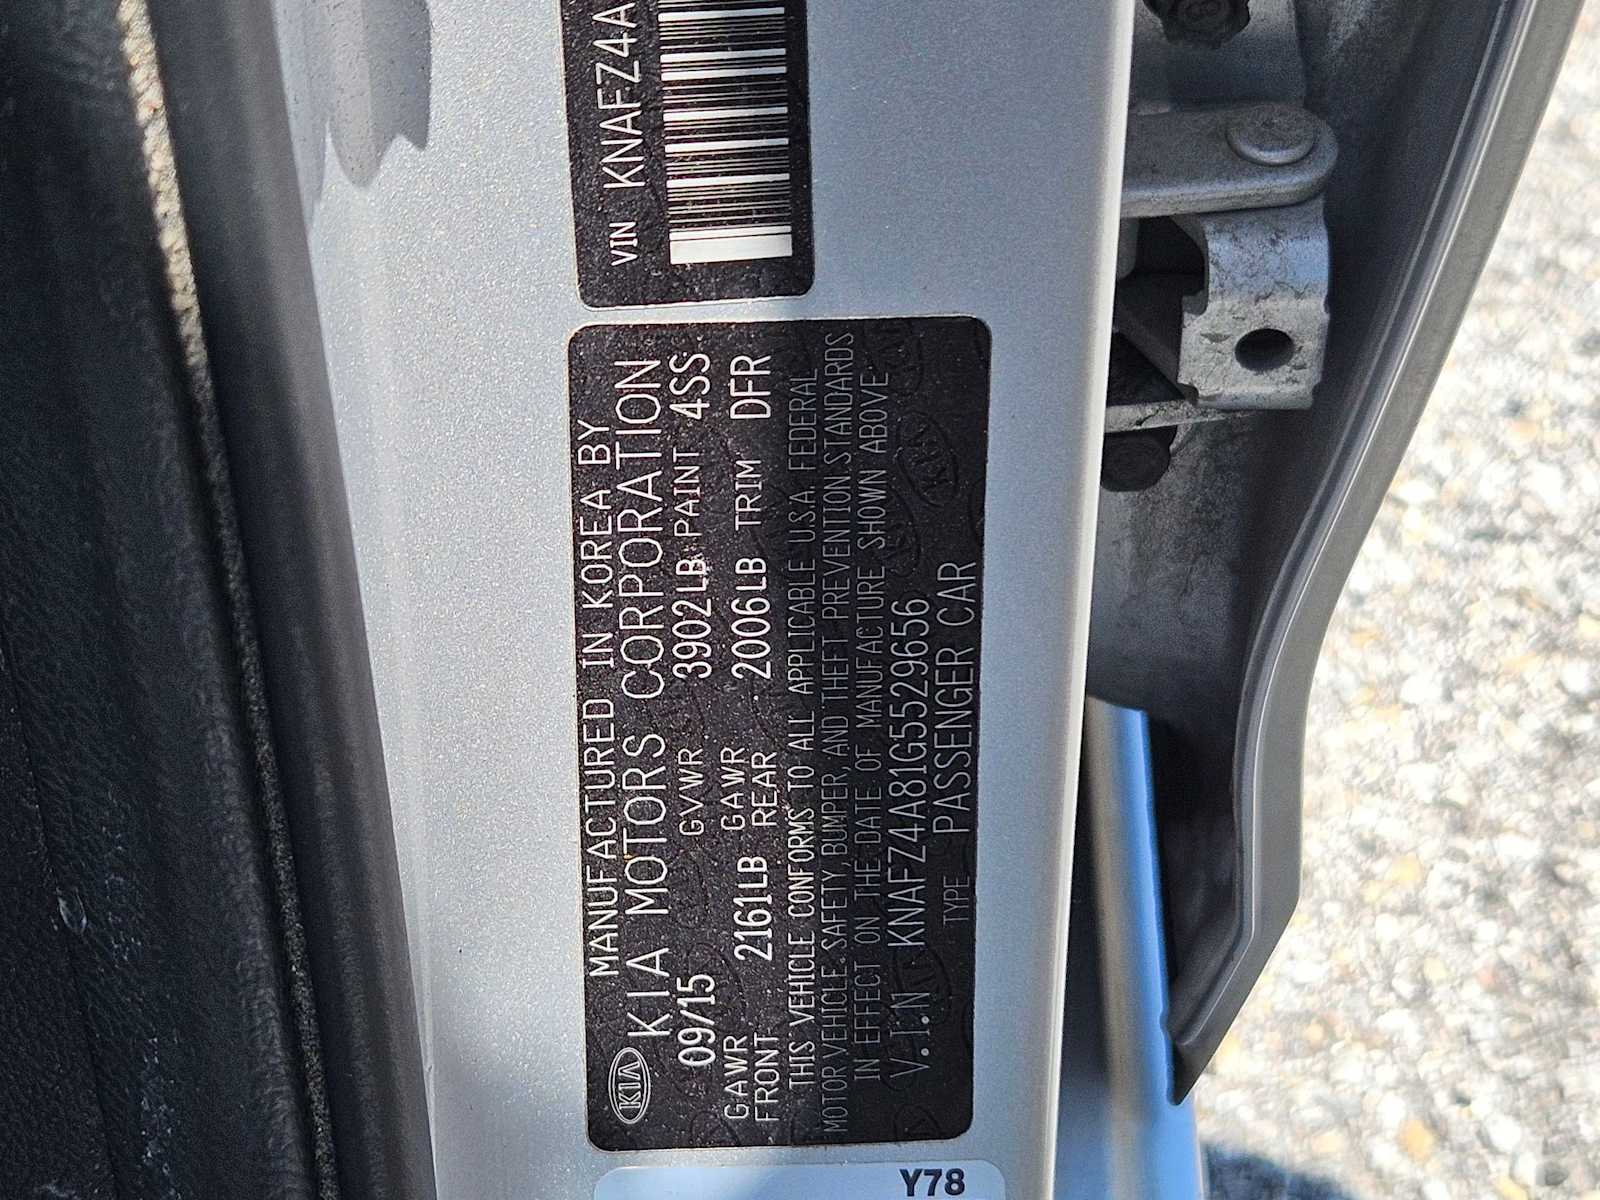 VIN KNAFZ4A
MANUFACTURED IN KOREA BY
KIA
KIA MOTORS CORPORATION
09/15 GVWR 3902LB PAINT 4SS
GAWR FRONT 2161LB GAWR REAR 2006LB TRIM DFR
THIS VEHICLE CONFORMS TO ALL APPLICABLE U.S.A. FEDERAL
MOTOR VEHICLE.SAFETY,BUMPER, AND THEFT PREVENTION.STANDARDS
IN EFFECT ON THE DATE OF MANUFACTURE SHOWN ABOVE
V.I.N KNAFZ4A81G5529656
TYPE PASSENGER CAR
Y78